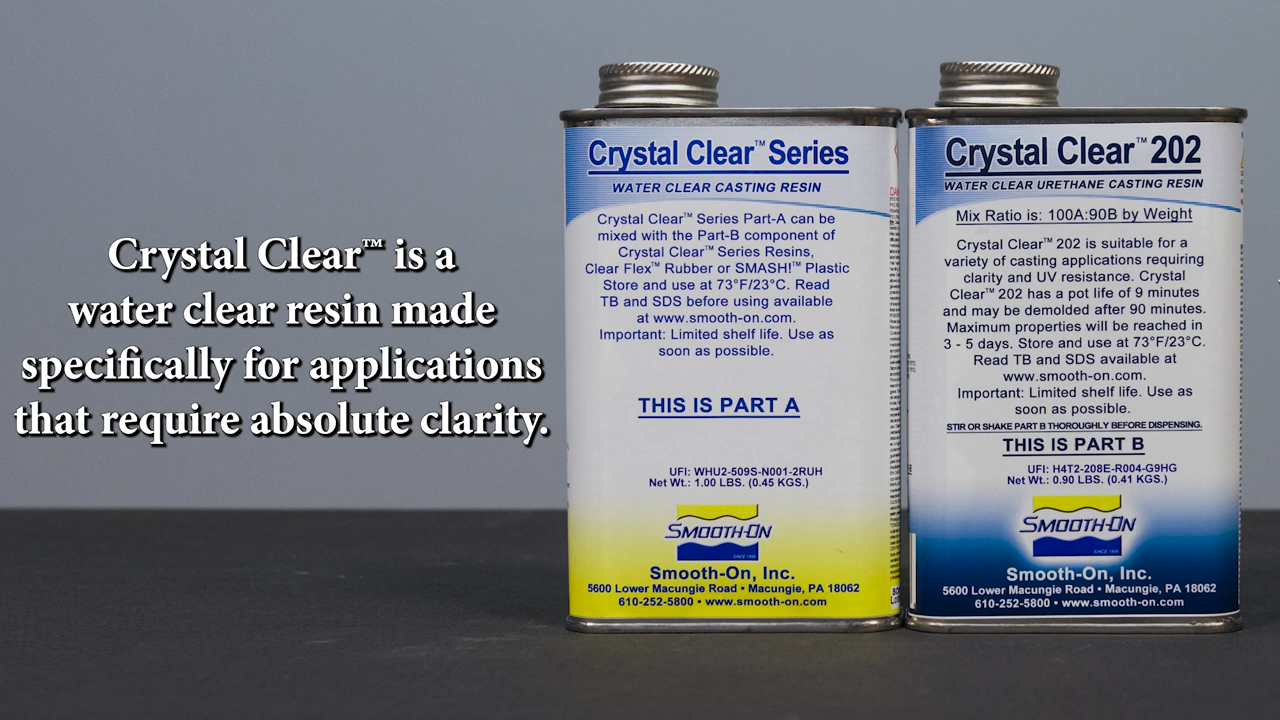 Crystal Clear™ is a
water clear resin made
specifically for applications
that require absolute clarity.
Crystal Clear™ Series
WATER CLEAR CASTING RESIN
Crystal Clear™ Series Part-A can be
mixed with the Part-B component of
Crystal Clear™ Series Resins,
Clear Flex™ Rubber or SMASH!™ Plastic
Store and use at 73°F/23°C. Read
TB and SDS before using available
at www.smooth-on.com.
Important: Limited shelf life. Use as
soon as possible.
THIS IS PART A
UFI: WHU2-509S-N001-2RUH
Net Wt.: 1.00 LBS. (0.45 KGS.)
SMOOTH-ON
SINCE 1895
Smooth-On, Inc.
5600 Lower Macungie Road • Macungie, PA 18062
610-252-5800 • www.smooth-on.com
Crystal Clear™ 202
WATER CLEAR URETHANE CASTING RESIN
Mix Ratio is: 100A:90B by Weight
Crystal Clear™ 202 is suitable for a
variety of casting applications requiring
clarity and UV resistance. Crystal
Clear™ 202 has a pot life of 9 minutes
and may be demolded after 90 minutes.
Maximum properties will be reached in
3 - 5 days. Store and use at 73°F/23°C.
Read TB and SDS available at
www.smooth-on.com.
Important: Limited shelf life. Use as
soon as possible.
STIR OR SHAKE PART B THOROUGHLY BEFORE DISPENSING.
THIS IS PART B
UFI: H4T2-208E-R004-G9HG
Net Wt.: 0.90 LBS. (0.41 KGS.)
SMOOTH-ON
SINCE 1895
Smooth-On, Inc.
5600 Lower Macungie Road • Macungie, PA 18062
610-252-5800 • www.smooth-on.com